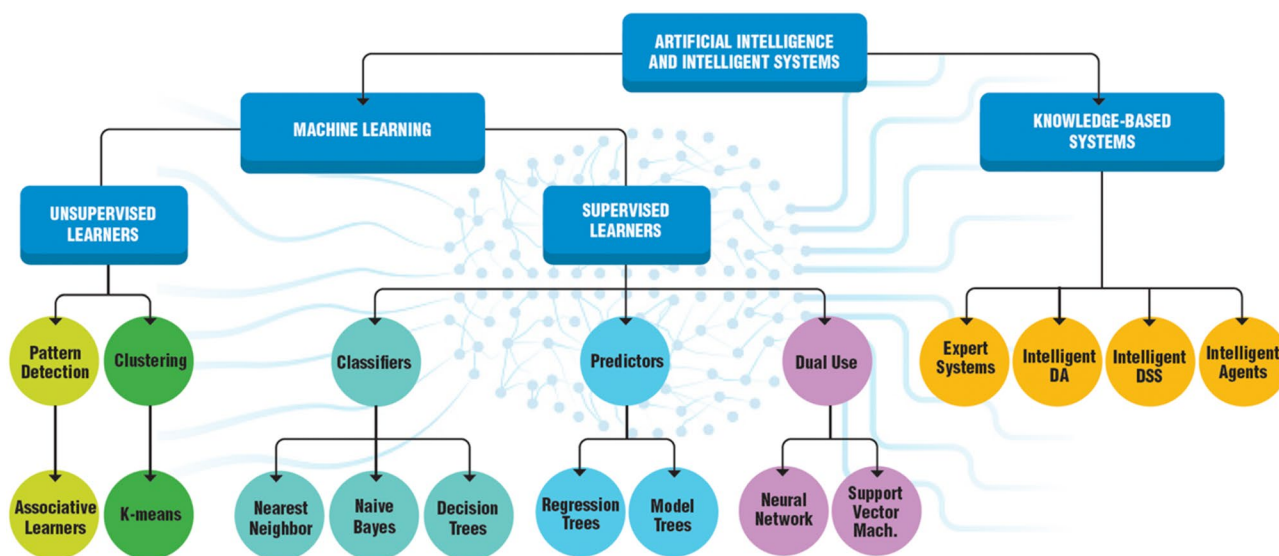 ARTIFICIAL INTELLIGENCE
AND INTELLIGENT SYSTEMS
MACHINE LEARNING
KNOWLEDGE-BASED
SYSTEMS
UNSUPERVISED
LEARNERS
SUPERVISED
LEARNERS
Pattern
Detection
Clustering
Classifiers
Predictors
Dual Use
Expert
Systems
Intelligent
DA
Intelligent
DSS
Intelligent
Agents
Associative
Learners
K-means
Nearest
Neighbor
Naive
Bayes
Decision
Trees
Regression
Trees
Model
Trees
Neural
Network
Support
Vector
Mach.